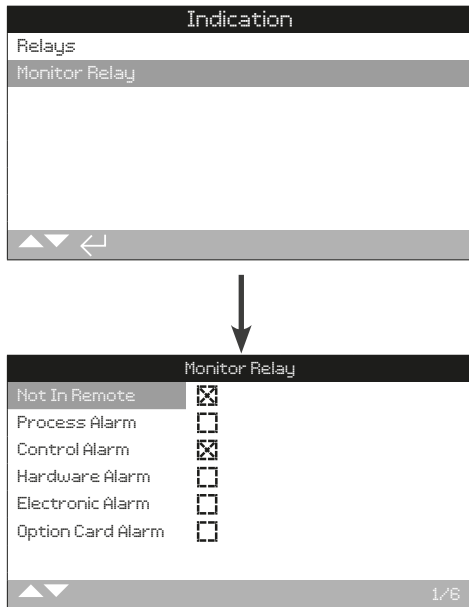 Indication
Relays
Monitor Relay
Monitor Relay
Not In Remote
Process Alarm
Control Alarm
Hardware Alarm
Electronic Alarm
Option Card Alarm
1/6